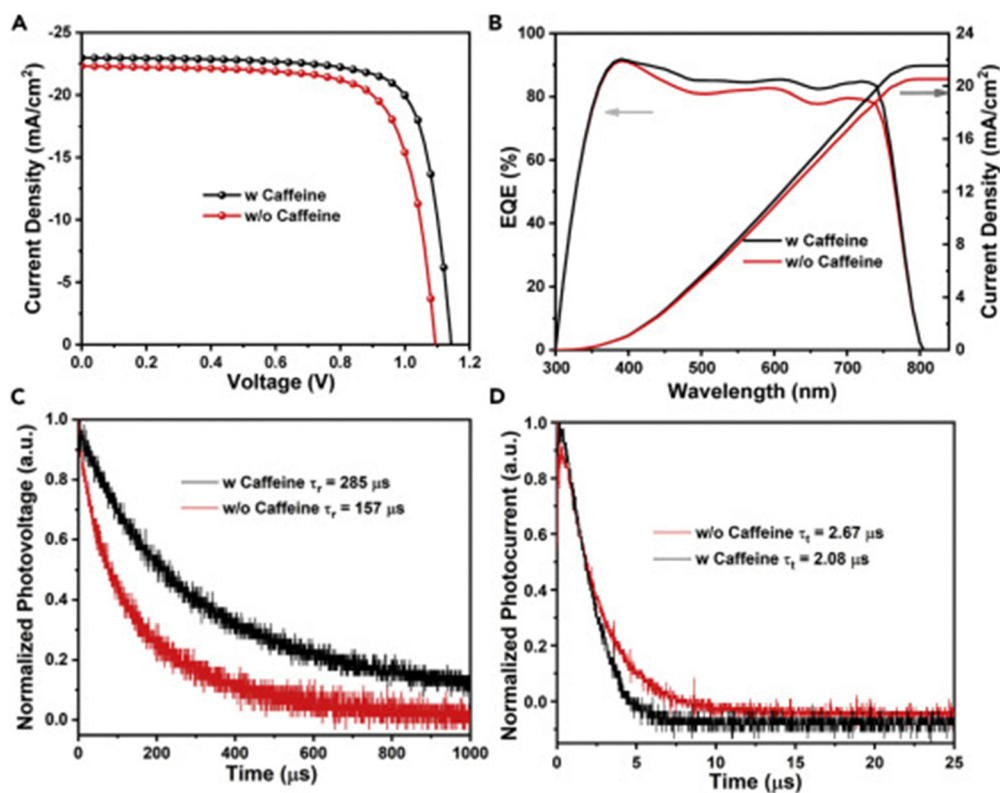 A
Current Density (mA/cm²)
-25
-20
-15
-10
-5
0
w Caffeine
w/o Caffeine
0.0 0.2 0.4 0.6 0.8 1.0 1.2
Voltage (V)
B
EQE (%)
100
80
60
40
20
0
24
20
16
12
8
4
0
Current Density (mA/cm²)
w Caffeine
w/o Caffeine
300 400 500 600 700 800
Wavelength (nm)
C
Normalized Photovoltage (a.u.)
1.0
0.8
0.6
0.4
0.2
0.0
w Caffeine τr = 285 μs
w/o Caffeine τr = 157 μs
0 200 400 600 800 1000
Time (μs)
D
Normalized Photocurrent (a.u.)
1.0
0.8
0.6
0.4
0.2
0.0
w/o Caffeine τt = 2.67 μs
w Caffeine τt = 2.08 μs
0 5 10 15 20 25
Time (μs)